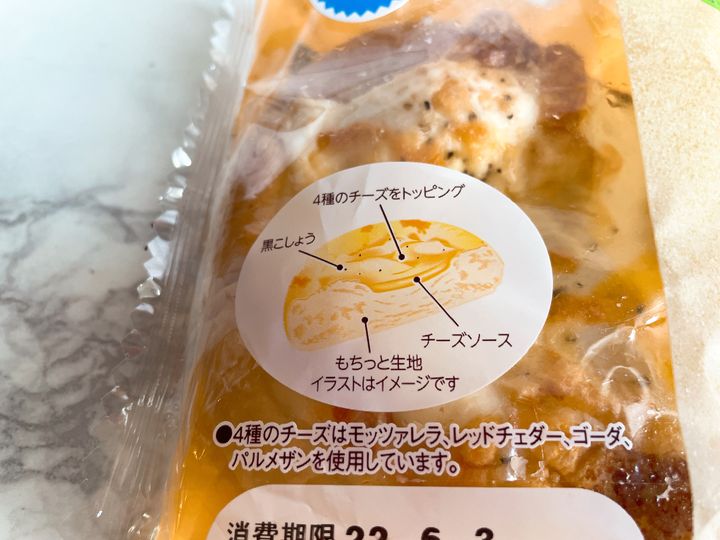 4種のチーズをトッピング
黒こしょう
チーズソース
もちっと生地
イラストはイメージです
●4種のチーズはモッツァレラ、レッドチェダー、ゴーダ、
パルメザンを使用しています。
消費期限 22. 6. 3